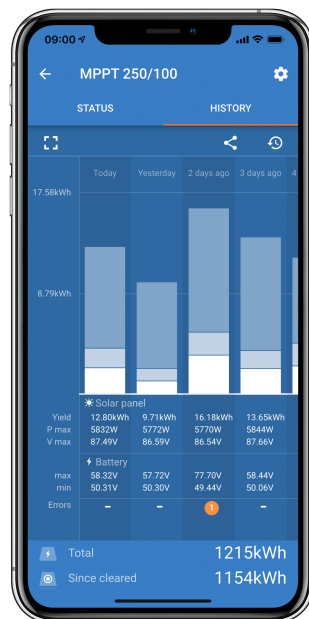 09:00
MPPT 250/100
STATUS HISTORY
Today Yesterday 2 days ago 3 days ago 4
17.58kWh
8.79kWh
Solar panel
Yield 12.80kWh 9.71kWh 16.18kWh 13.65kWh
P max 5832W 5772W 5770W 5844W
V max 87.49V 86.59V 86.54V 87.66V
Battery
max 58.32V 57.72V 77.70V 58.44V
min 50.31V 50.30V 49.44V 50.06V
Errors – – 1 –
Total 1215kWh
Since cleared 1154kWh